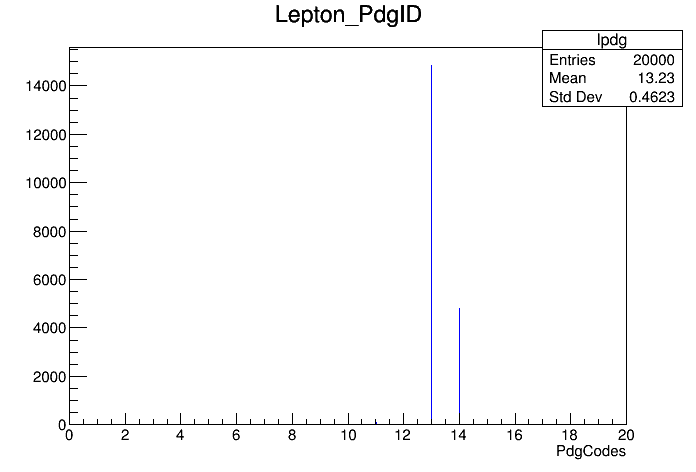 Lepton_PdgID
lpdg
Entries 20000
Mean 13.23
Std Dev 0.4623
14000
12000
10000
8000
6000
4000
2000
0
0 2 4 6 8 10 12 14 16 18 20
PdgCodes